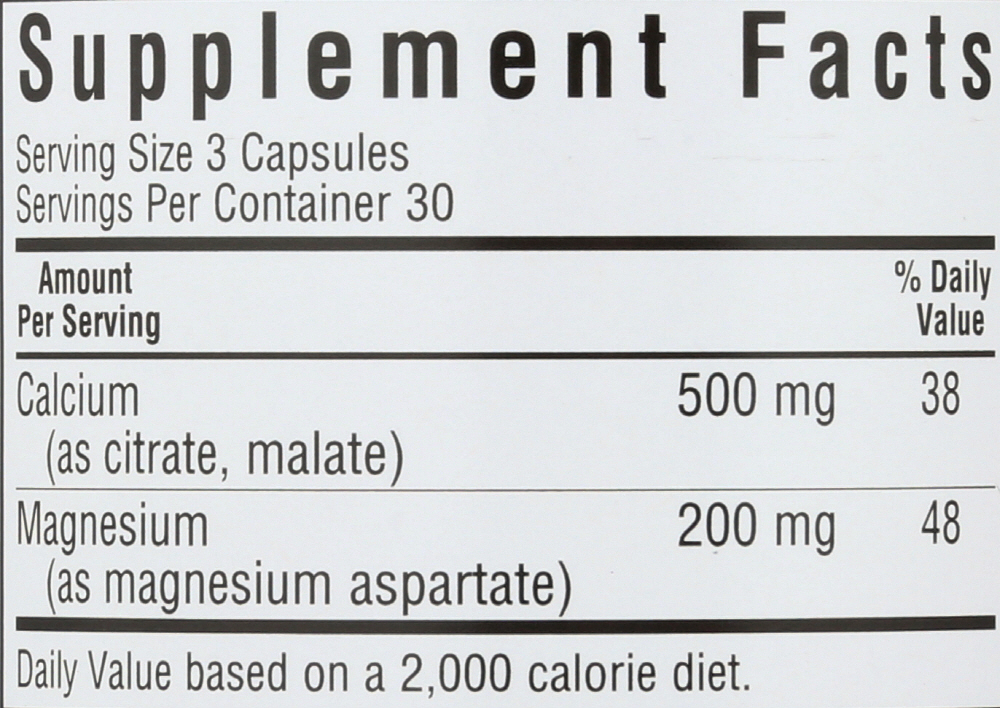 Supplement Facts
Serving Size 3 Capsules
Servings Per Container 30
Amount
Per Serving
% Daily
Value
Calcium 500 mg 38
(as citrate, malate)
Magnesium 200 mg 48
(as magnesium aspartate)
Daily Value based on a 2,000 calorie diet.